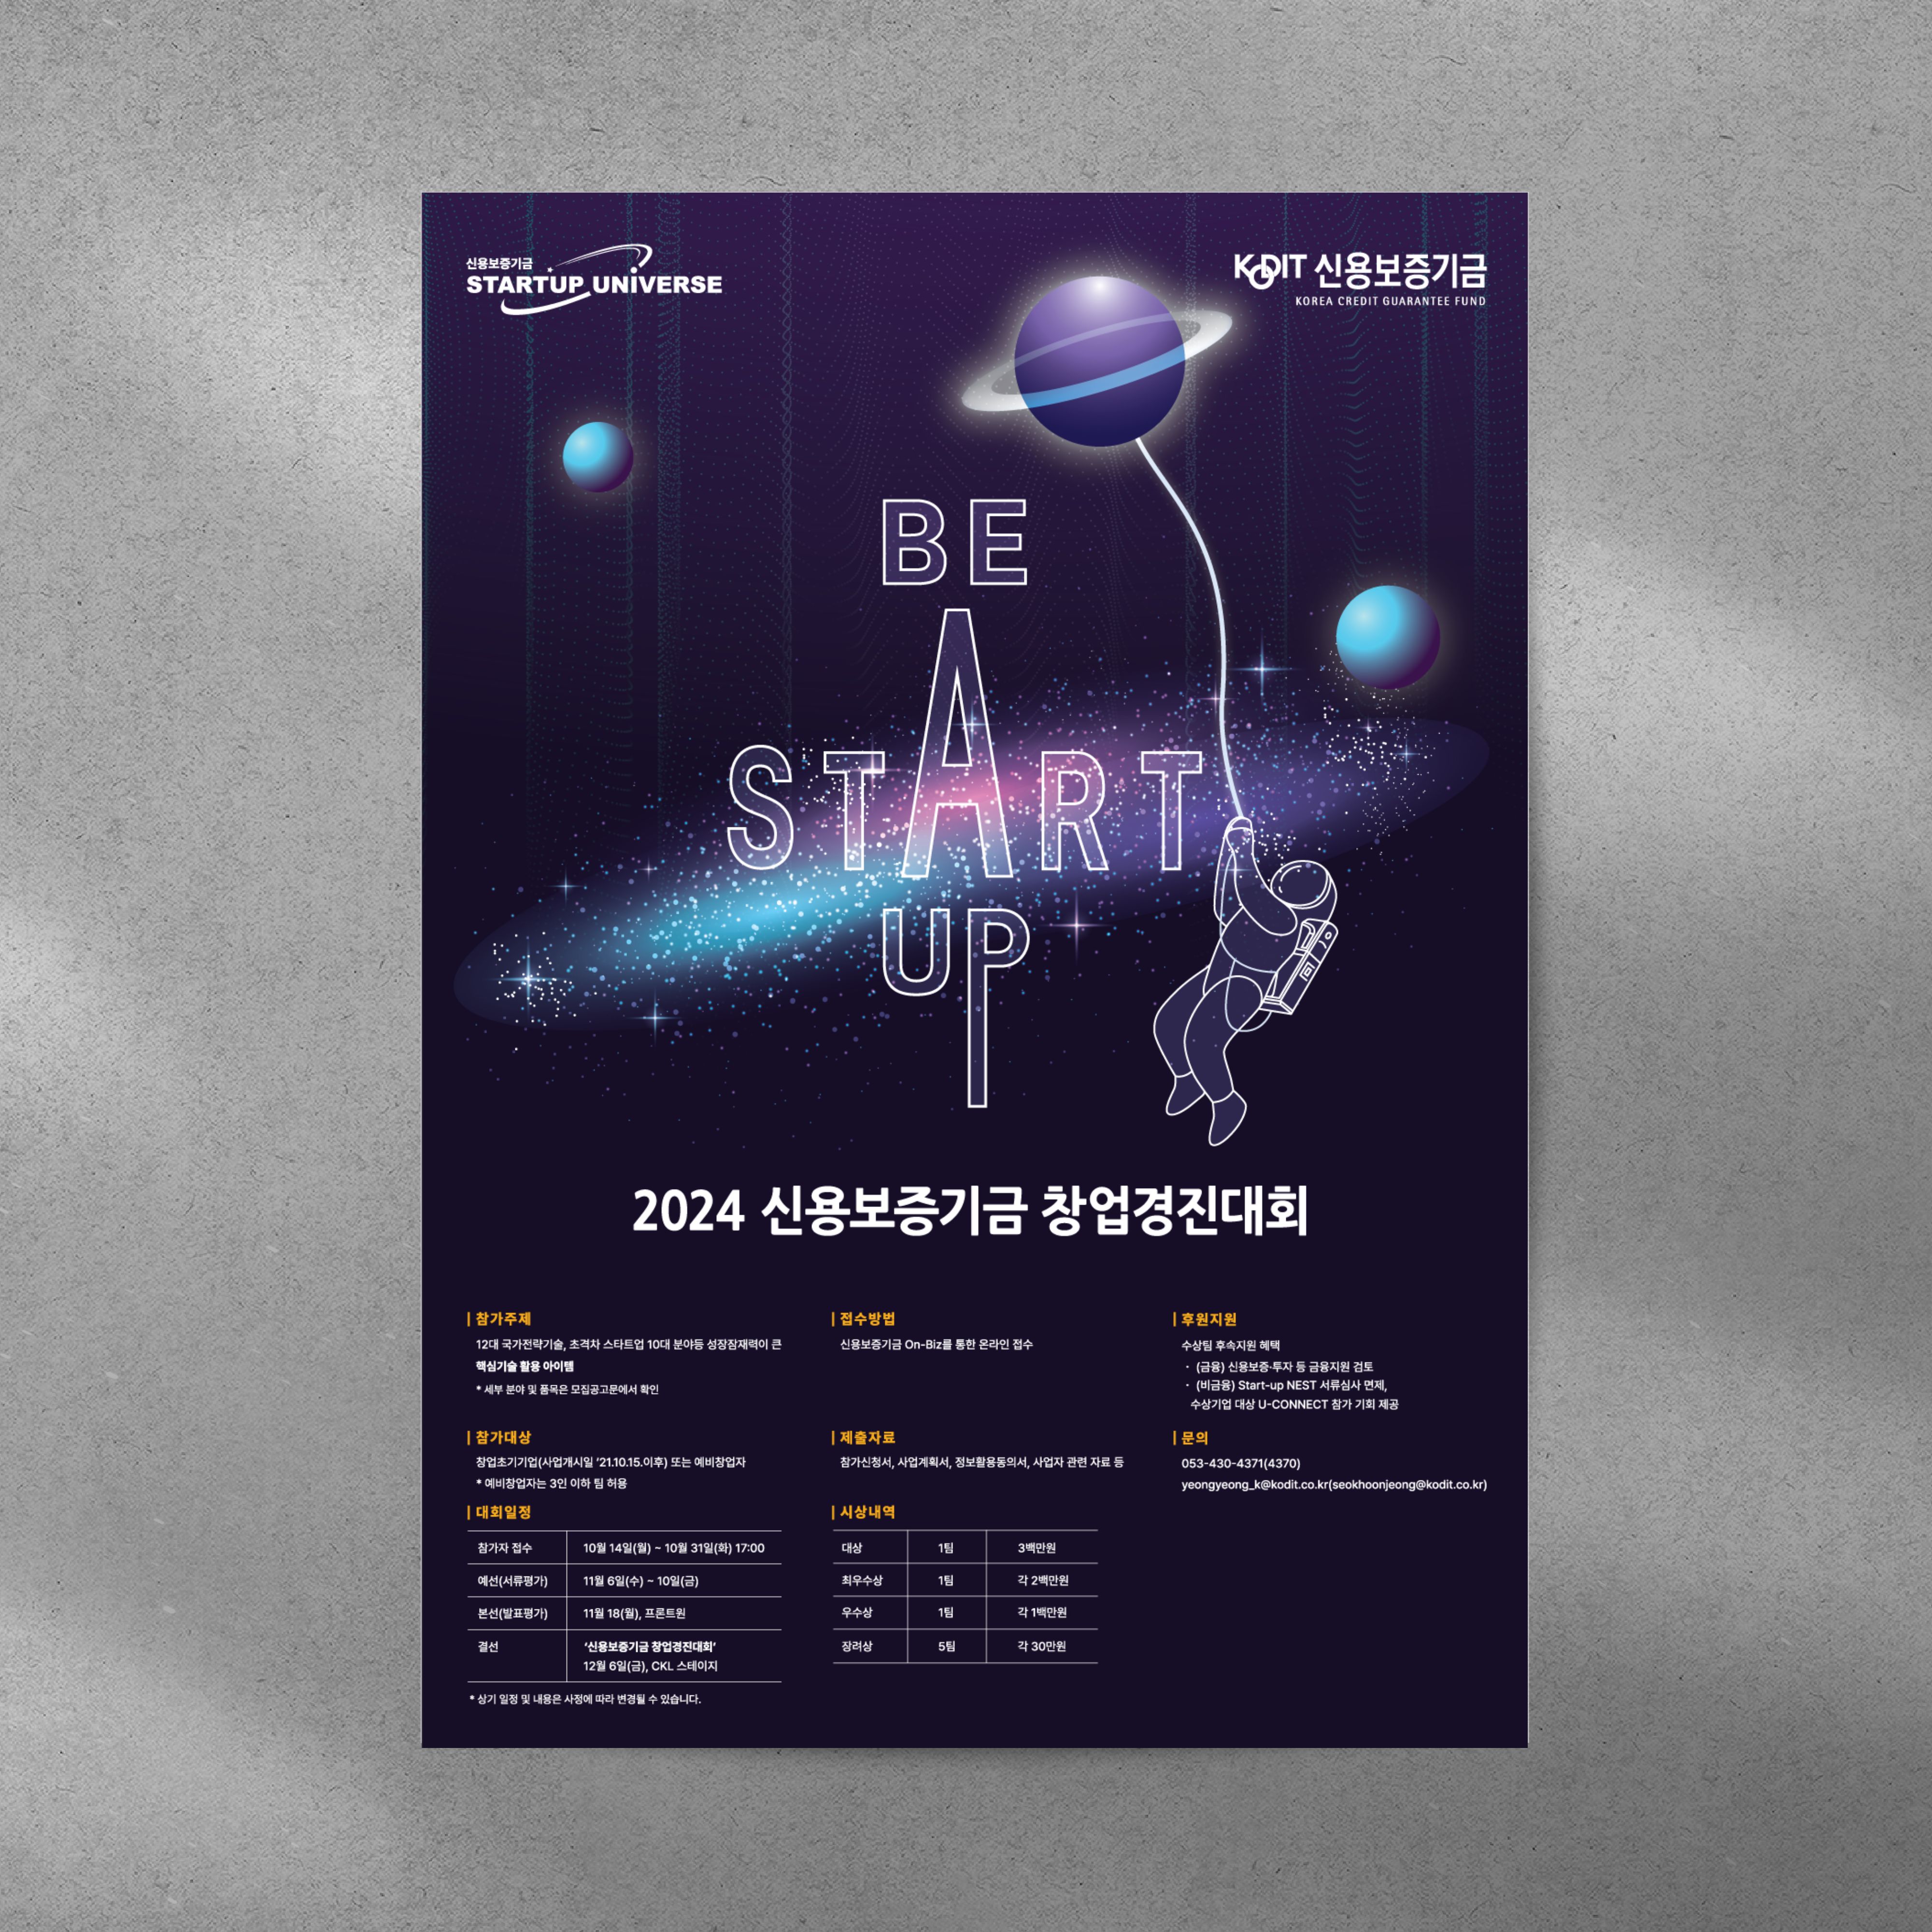 신용보증기금
STARTUP UNIVERSE
KODIT 신용보증기금
KOREA CREDIT GUARANTEE FUND
BE
A
START
UP
2024 신용보증기금 창업경진대회
| 참가주제
12대 국가전략기술, 초격차 스타트업 10대 분야등 성장잠재력이 큰
핵심기술 활용 아이템
* 세부 분야 및 품목은 모집공고문에서 확인
| 참가대상
창업초기기업(사업개시일 ‘21.10.15.이후) 또는 예비창업자
* 예비창업자는 3인 이하 팀 허용
| 대회일정
참가자 접수 10월 14일(월) ~ 10월 31일(화) 17:00
예선(서류평가) 11월 6일(수) ~ 10일(금)
본선(발표평가) 11월 18(월), 프론트원
결선 ‘신용보증기금 창업경진대회’
12월 6일(금), CKL 스테이지
* 상기 일정 및 내용은 사정에 따라 변경될 수 있습니다.
| 접수방법
신용보증기금 On-Biz를 통한 온라인 접수
| 제출자료
참가신청서, 사업계획서, 정보활용동의서, 사업자 관련 자료 등
| 시상내역
대상 1팀 3백만원
최우수상 1팀 각 2백만원
우수상 1팀 각 1백만원
장려상 5팀 각 30만원
| 후원지원
수상팀 후속지원 혜택
· (금융) 신용보증·투자 등 금융지원 검토
· (비금융) Start-up NEST 서류심사 면제,
수상기업 대상 U-CONNECT 참가 기회 제공
| 문의
053-430-4371(4370)
yeongyeong_k@kodit.co.kr(seokhoonjeong@kodit.co.kr)